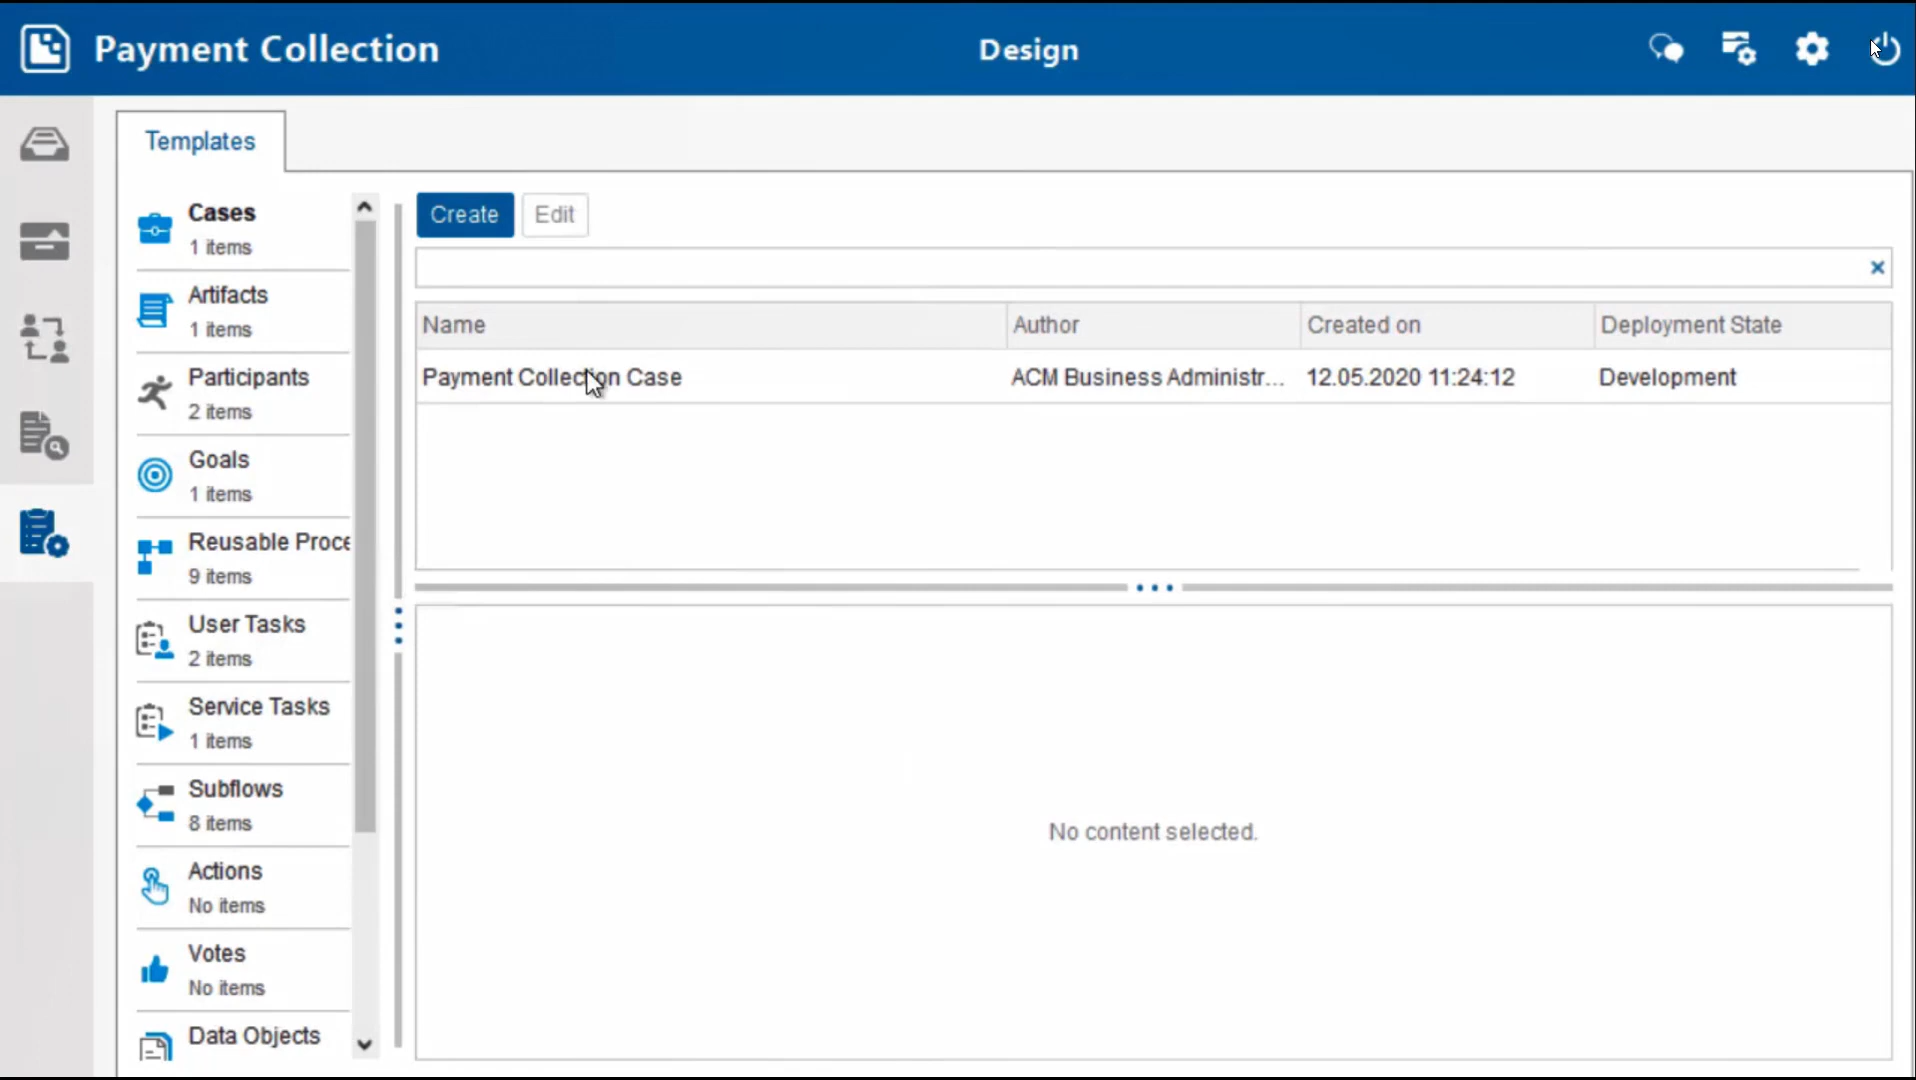 Payment Collection
Design
Templates
Cases
1 items
Artifacts
1 items
Participants
2 items
Goals
1 items
Reusable Proce
9 items
User Tasks
2 items
Service Tasks
1 items
Subflows
8 items
Actions
No items
Votes
No items
Data Objects
Create Edit
Name Author Created on Deployment State
Payment Collection Case ACM Business Administr... 12.05.2020 11:24:12 Development
No content selected.